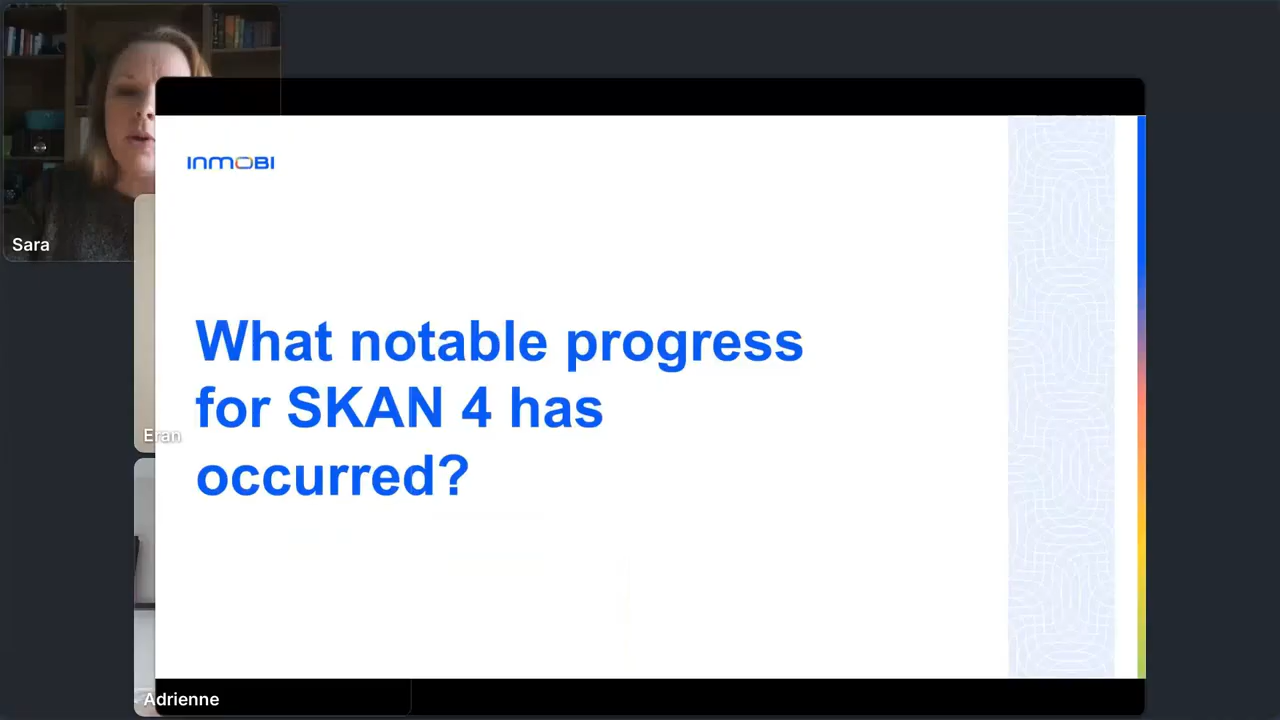 Sara
INMOBI
What notable progress
for SKAN 4 has
occurred?
Eran
Adrienne